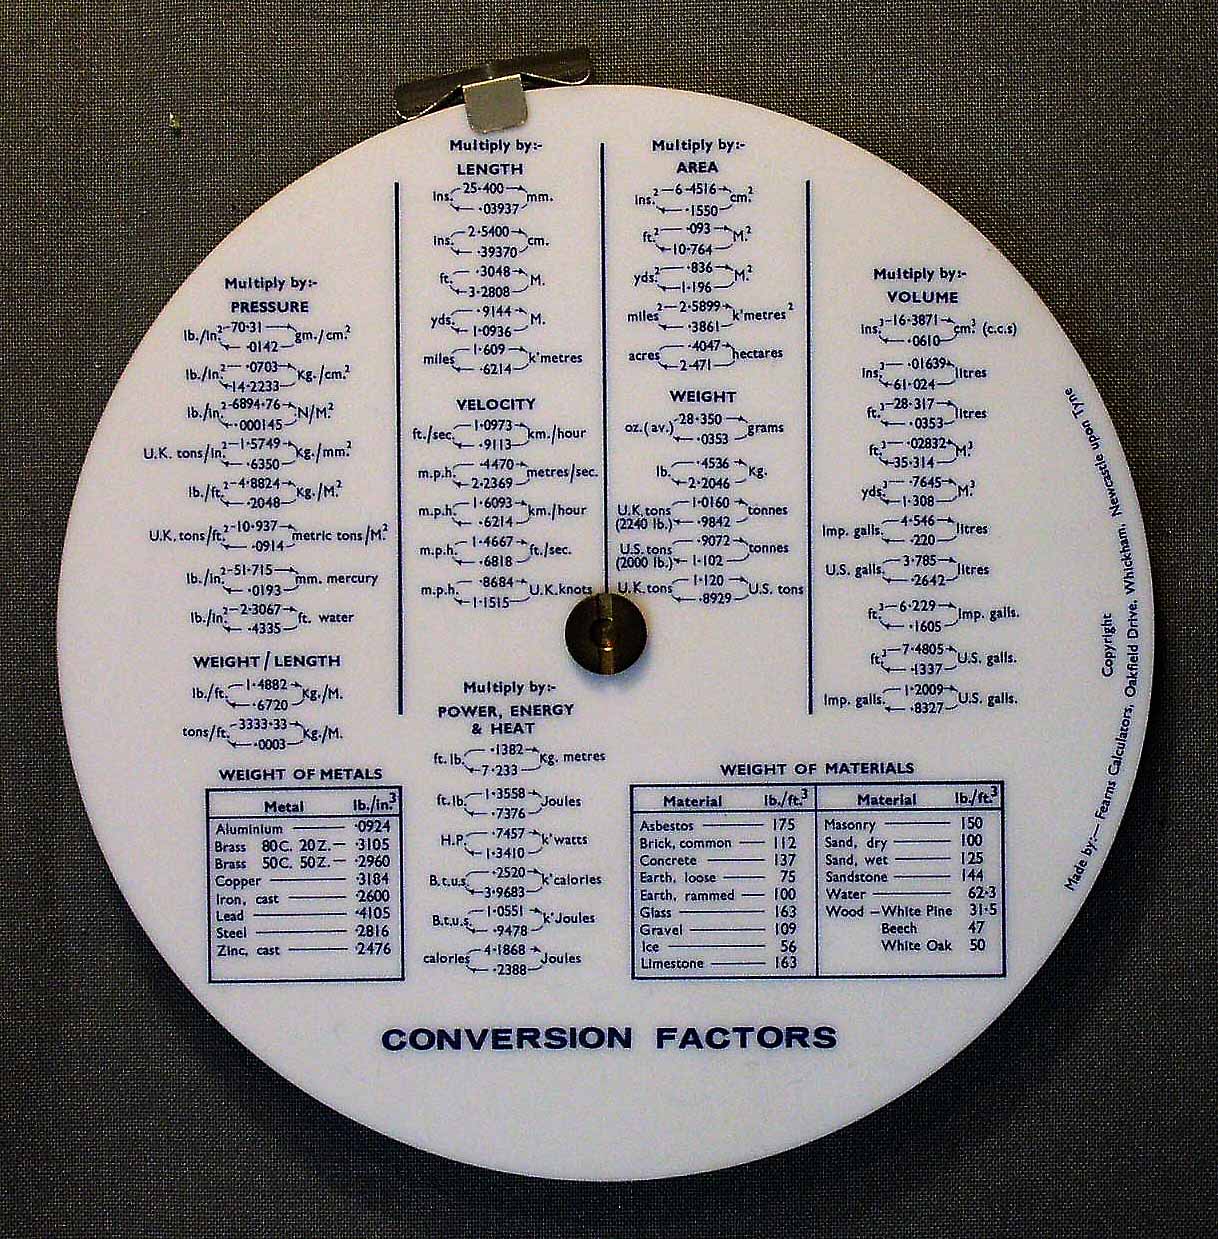 Multiply by:-
PRESSURE
lb./in.² 70·31 gm./cm.²
·0142
lb./in.² ·0703 Kg./cm.²
14·2233
lb./in.² 6894·76 N/M.²
·000145
U.K. tons/in.² 1·5749 Kg./mm.²
·6350
lb./ft.² 4·8824 Kg./M.²
·2048
U.K. tons/ft.² 10·937 metric tons/M.²
·0914
lb./in.² 51·715 mm. mercury
·0193
lb./in.² 2·3067 ft. water
·4335
WEIGHT/LENGTH
lb./ft. 1·4882 Kg./M.
·6720
tons/ft. 3333·33 Kg./M.
·0003
Multiply by:-
LENGTH
ins. 25·400 mm.
·03937
ins. 2·5400 cm.
·39370
ft. ·3048 M.
3·2808
yds. ·9144 M.
1·0936
miles 1·609 k'metres
·6214
VELOCITY
ft./sec. 1·0973 km./hour
·9113
m.p.h. ·4470 metres/sec.
2·2369
m.p.h. 1·6093 km./hour
·6214
m.p.h. 1·4667 ft./sec.
·6818
m.p.h. ·8684 U.K. knots
1·1515
Multiply by:-
AREA
ins.² 6·4516 cm.²
·1550
ft.² ·093 M.²
10·764
yds.² ·836 M.²
1·196
miles² 2·5899 k'metres²
·3861
acres ·4047 hectares
2·471
WEIGHT
oz.(av.) 28·350 grams
·0353
lb. ·4536 Kg.
2·2046
U.K. tons 1·0160 tonnes
(2240 lb.) ·9842
U.S. tons ·9072 tonnes
(2000 lb.) 1·102
U.K. tons 1·120 U.S. tons
·8929
Multiply by:-
VOLUME
ins.³ 16·3871 cm.³ (c.c.s)
·0610
ins.³ ·01639 litres
61·024
ft.³ 28·317 litres
·0353
ft.³ ·02832 M.³
35·314
yds.³ ·7645 M.³
1·308
Imp. galls. 4·546 litres
·220
U.S. galls. 3·785 litres
·2642
ft.³ 6·229 Imp. galls.
·1605
ft.³ 7·4805 U.S. galls.
·1337
Imp. galls. 1·2009 U.S. galls.
·8327
Multiply by:-
POWER, ENERGY
& HEAT
ft. lb. ·1382 Kg. metres
7·233
ft. lb. 1·3558 Joules
·7376
H.P. ·7457 k'watts
1·3410
B.t.u.s ·2520 k'calories
3·9683
B.t.u.s 1·0551 k'Joules
·9478
calories 4·1868 Joules
·2388
WEIGHT OF METALS
Metal lb./in.³
Aluminium ·0924
Brass 80C. 20Z. ·3105
Brass 50C. 50Z. ·2960
Copper ·3184
Iron, cast ·2600
Lead ·4105
Steel ·2816
Zinc, cast ·2476
WEIGHT OF MATERIALS
Material lb./ft.³
Asbestos 175
Brick, common 112
Concrete 137
Earth, loose 75
Earth, rammed 100
Glass 163
Gravel 109
Ice 56
Limestone 163
Material lb./ft.³
Masonry 150
Sand, dry 100
Sand, wet 125
Sandstone 144
Water 62·3
Wood – White Pine 31·5
Beech 47
White Oak 50
CONVERSION FACTORS
Copyright
Made by:— Fearns Calculators, Oakfield Drive, Whickham, Newcastle upon Tyne